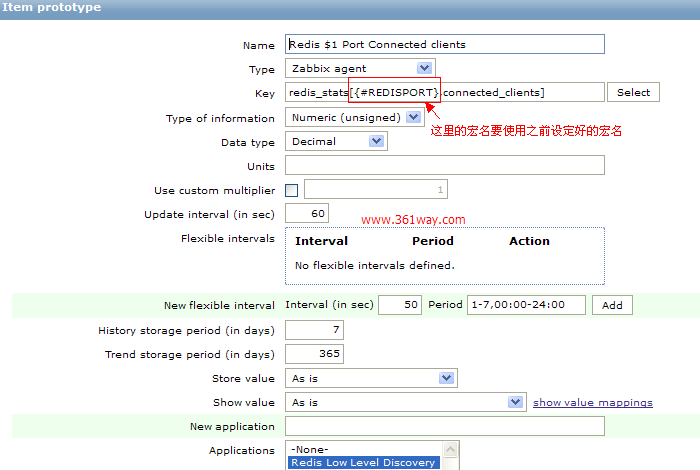 Item prototype
Name Redis $1 Port Connected clients
Type Zabbix agent
Key redis_stats[{#REDISPORT},connected_clients] Select
Type of information Numeric (unsigned)
这里的宏名要使用之前设定好的宏名
Data type Decimal
Units
Use custom multiplier 1
Update interval (in sec) 60
www.361way.com
Flexible intervals Interval Period Action
No flexible intervals defined.
New flexible interval Interval (in sec) 50 Period 1-7,00:00-24:00 Add
History storage period (in days) 7
Trend storage period (in days) 365
Store value As is
Show value As is show value mappings
New application
Applications -None-
Redis Low Level Discovery